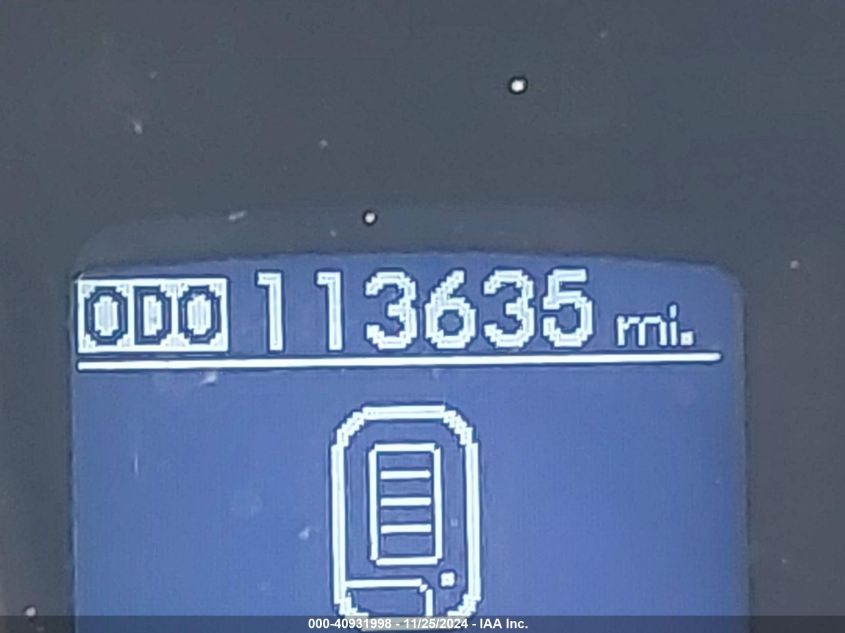 ODO 113635 mi.
000-40931998 - 11/25/2024 - IAA Inc.